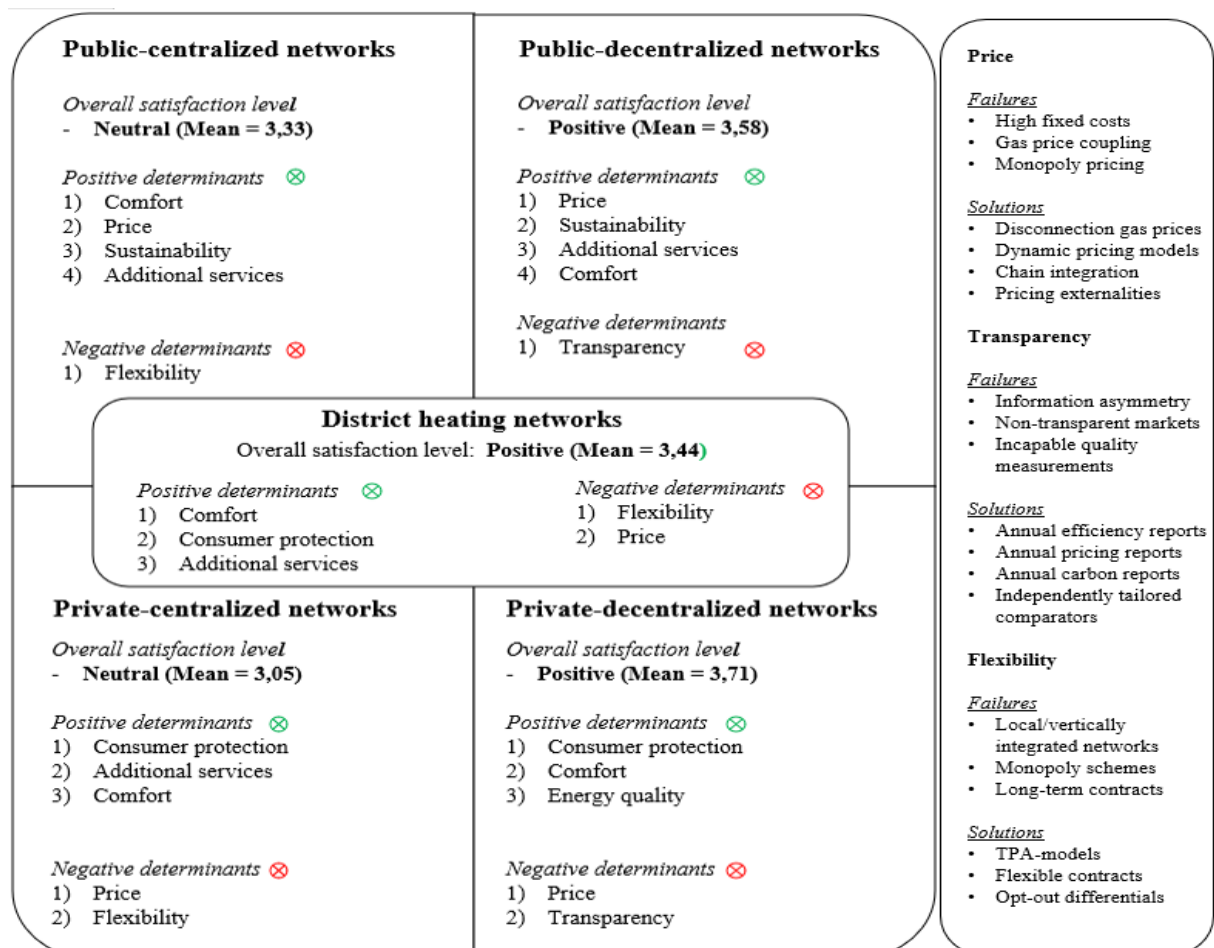 Public-centralized networks
Overall satisfaction level
- Neutral (Mean = 3,33)
Positive determinants
1) Comfort
2) Price
3) Sustainability
4) Additional services
Negative determinants
1) Flexibility
Public-decentralized networks
Overall satisfaction level
- Positive (Mean = 3,58)
Positive determinants
1) Price
2) Sustainability
3) Additional services
4) Comfort
Negative determinants
1) Transparency
District heating networks
Overall satisfaction level: Positive (Mean = 3,44)
Positive determinants
1) Comfort
2) Consumer protection
3) Additional services
Negative determinants
1) Flexibility
2) Price
Private-centralized networks
Overall satisfaction level
- Neutral (Mean = 3,05)
Positive determinants
1) Consumer protection
2) Additional services
3) Comfort
Negative determinants
1) Price
2) Flexibility
Private-decentralized networks
Overall satisfaction level
- Positive (Mean = 3,71)
Positive determinants
1) Consumer protection
2) Comfort
3) Energy quality
Negative determinants
1) Price
2) Transparency
Price
Failures
• High fixed costs
• Gas price coupling
• Monopoly pricing
Solutions
• Disconnection gas prices
• Dynamic pricing models
• Chain integration
• Pricing externalities
Transparency
Failures
• Information asymmetry
• Non-transparent markets
• Incapable quality
measurements
Solutions
• Annual efficiency reports
• Annual pricing reports
• Annual carbon reports
• Independently tailored
comparators
Flexibility
Failures
• Local/vertically
integrated networks
• Monopoly schemes
• Long-term contracts
Solutions
• TPA-models
• Flexible contracts
• Opt-out differentials